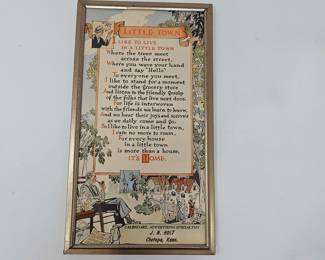 LITTLE TOWN
I LIKE TO LIVE
IN A LITTLE TOWN
Where the trees meet
across the street,
Where you wave your hand
and say "Hello"
To everyone you meet,
I like to stand for a moment
outside the grocery store
And listen to the friendly gossip
of the folks that live next door.
For life is interwoven
with the friends we learn to know,
And we hear their joys and sorrows
as we daily come and go.
So I like to live in a little town,
I care no more to roam,
For every house
in a little town
Is more than a house,
IT'S HOME.
CALENDARS, ADVERTISING SPECIALTIES
J. N. HOLT
Chetopa, Kans.